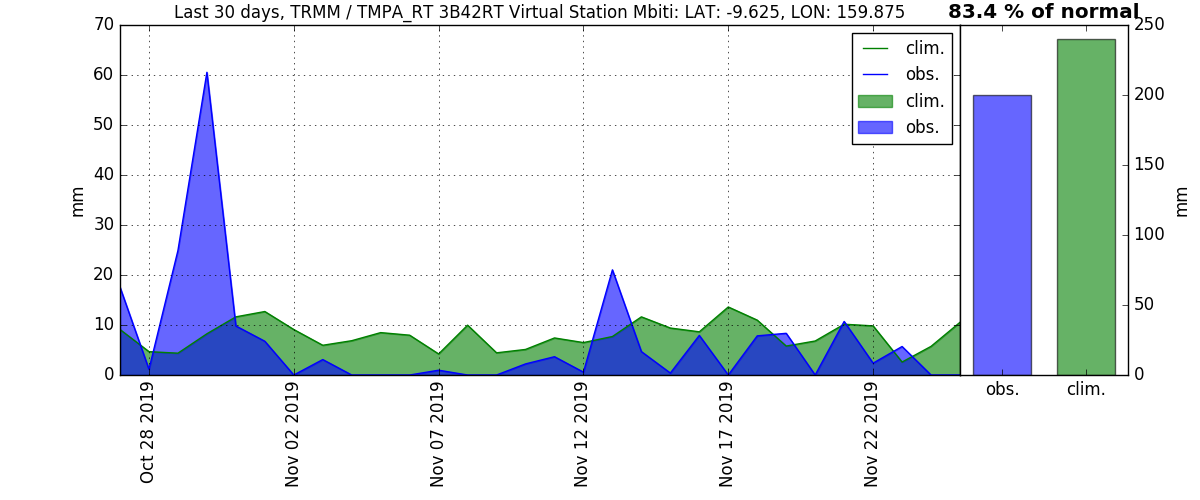 Last 30 days, TRMM / TMPA_RT 3B42RT Virtual Station Mbiti: LAT: -9.625, LON: 159.875
83.4 % of normal
70
60
50
40
30
20
10
0
mm
clim.
obs.
clim.
obs.
Oct 28 2019
Nov 02 2019
Nov 07 2019
Nov 12 2019
Nov 17 2019
Nov 22 2019
250
200
150
100
50
0
mm
obs.
clim.